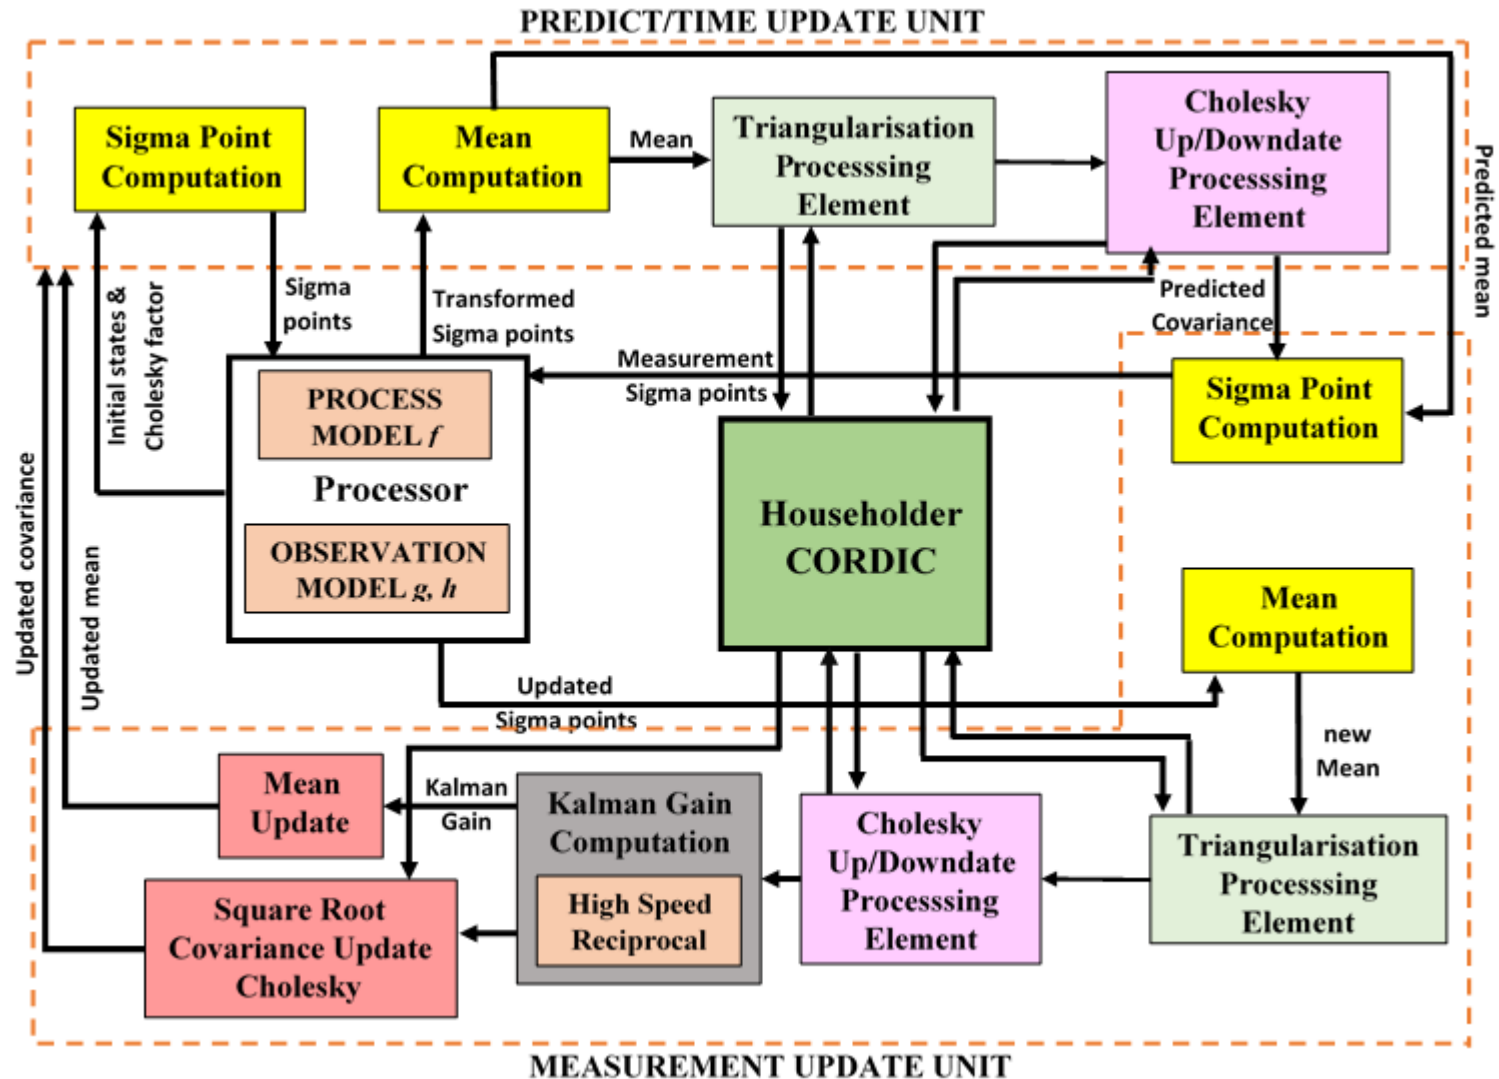 PREDICT/TIME UPDATE UNIT
Sigma Point
Computation
Mean
Computation
Mean
Triangularisation
Processsing
Element
Cholesky
Up/Downdate
Processsing
Element
Predicted mean
Initial states &
Cholesky factor
Sigma
points
Transformed
Sigma points
Predicted
Covariance
Measurement
Sigma points
Sigma Point
Computation
PROCESS
MODEL f
Processor
OBSERVATION
MODEL g, h
Householder
CORDIC
Updated covariance
Updated mean
Mean
Computation
Updated
Sigma points
new
Mean
Mean
Update
Kalman
Gain
Kalman Gain
Computation
High Speed
Reciprocal
Cholesky
Up/Downdate
Processsing
Element
Triangularisation
Processsing
Element
Square Root
Covariance Update
Cholesky
MEASUREMENT UPDATE UNIT